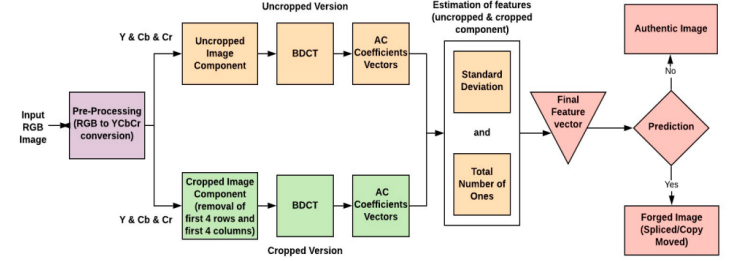 Uncropped Version
Y & Cb & Cr
Uncropped
Image
Component
BDCT
AC
Coefficients
Vectors
Estimation of features
(uncropped & cropped
component)
Standard
Deviation
and
Total
Number of
Ones
Input
RGB
Image
Pre-Processing
(RGB to YCbCr
conversion)
Y & Cb & Cr
Cropped Image
Component
(removal of
first 4 rows and
first 4 columns)
BDCT
AC
Coefficients
Vectors
Cropped Version
Final
Feature
vector
Prediction
No
Authentic Image
Yes
Forged Image
(Spliced/Copy
Moved)